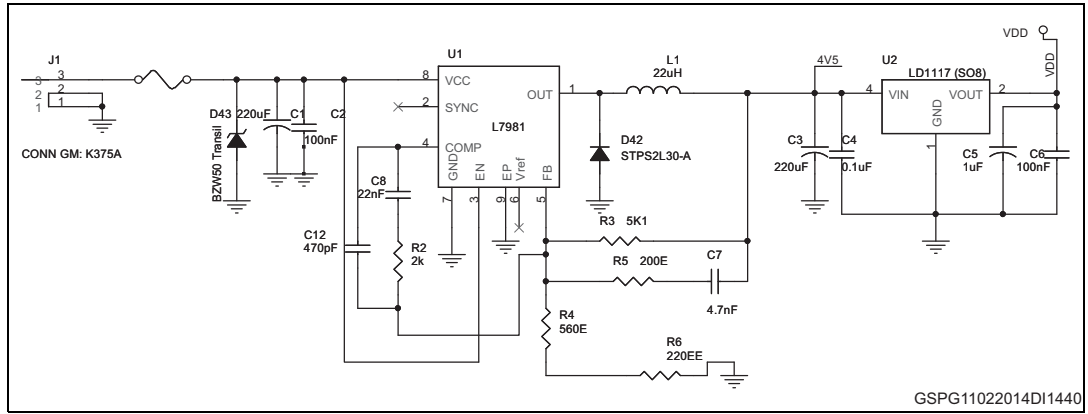 J1
3
3
2
2
1
1
CONN GM: K375A
D43
220uF
C1
C2
100nF
BZW50 Transil
U1
8
VCC
2
SYNC
4
COMP
L7981
OUT
1
GND
EN
EP
Vref
FB
7
3
9
6
5
C8
22nF
C12
470pF
R2
2k
L1
22uH
D42
STPS2L30-A
R3 5K1
R5 200E
C7
4.7nF
R4
560E
R6
220EE
4V5
C3
220uF
C4
0.1uF
U2
LD1117 (SO8)
4
VIN
VOUT
2
GND
1
C5
1uF
C6
100nF
VDD
VDD
GSPG11022014DI1440